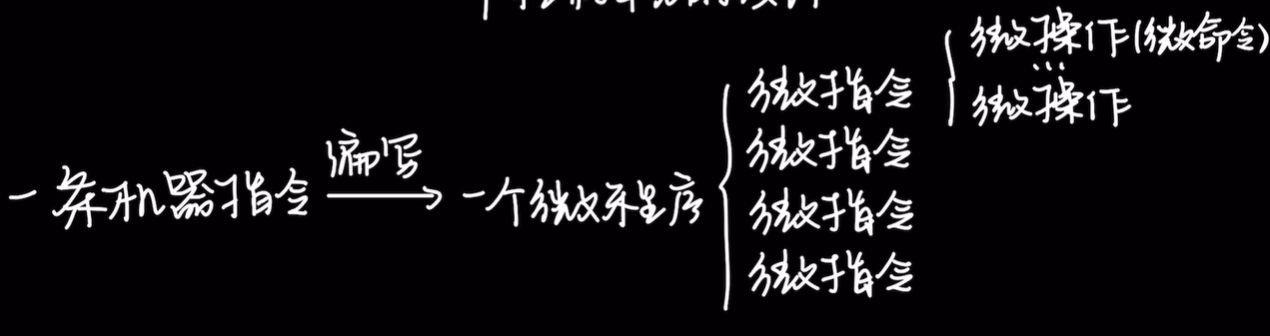 微操作(微命令)
...
微指令
微操作
编写
微指令
一条机器指令 → 一个微程序
微指令
微指令